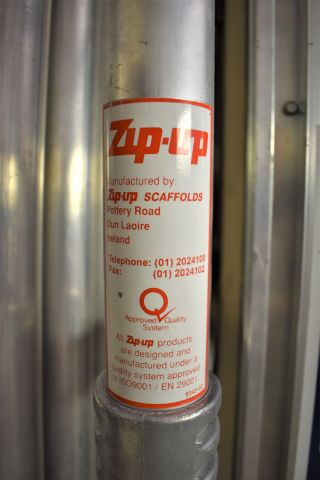 Zip-up
Manufactured by:
Zip-up SCAFFOLDS
Pottery Road
Dun Laoire
Ireland
Telephone: (01) 2024100
Fax: (01) 2024102
Q
Approved Quality
System
All Zip-up products
are designed and
manufactured under a
quality system approved
to ISO9001 / EN 29001